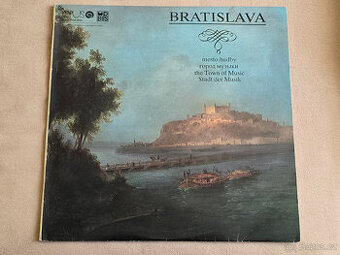 BRATISLAVA
mesto hudby
город музыки
the Town of Music
Stadt der Musik